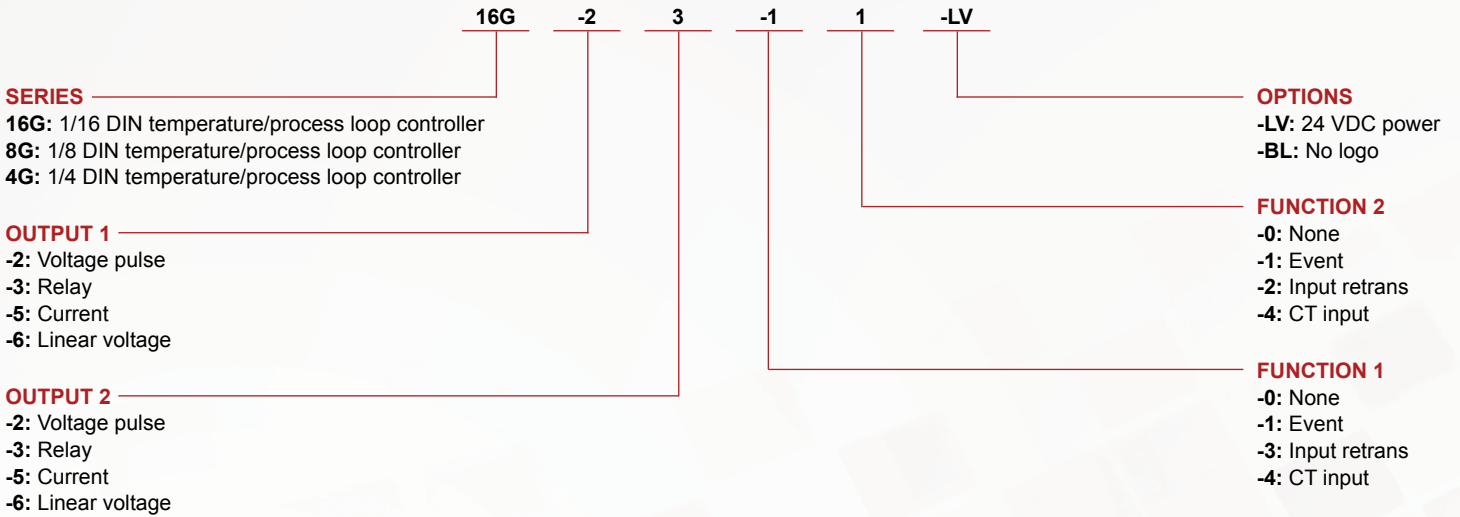 16G -2 3 -1 1 -LV
SERIES
16G: 1/16 DIN temperature/process loop controller
8G: 1/8 DIN temperature/process loop controller
4G: 1/4 DIN temperature/process loop controller
OUTPUT 1
-2: Voltage pulse
-3: Relay
-5: Current
-6: Linear voltage
OUTPUT 2
-2: Voltage pulse
-3: Relay
-5: Current
-6: Linear voltage
OPTIONS
-LV: 24 VDC power
-BL: No logo
FUNCTION 2
-0: None
-1: Event
-2: Input retrans
-4: CT input
FUNCTION 1
-0: None
-1: Event
-3: Input retrans
-4: CT input